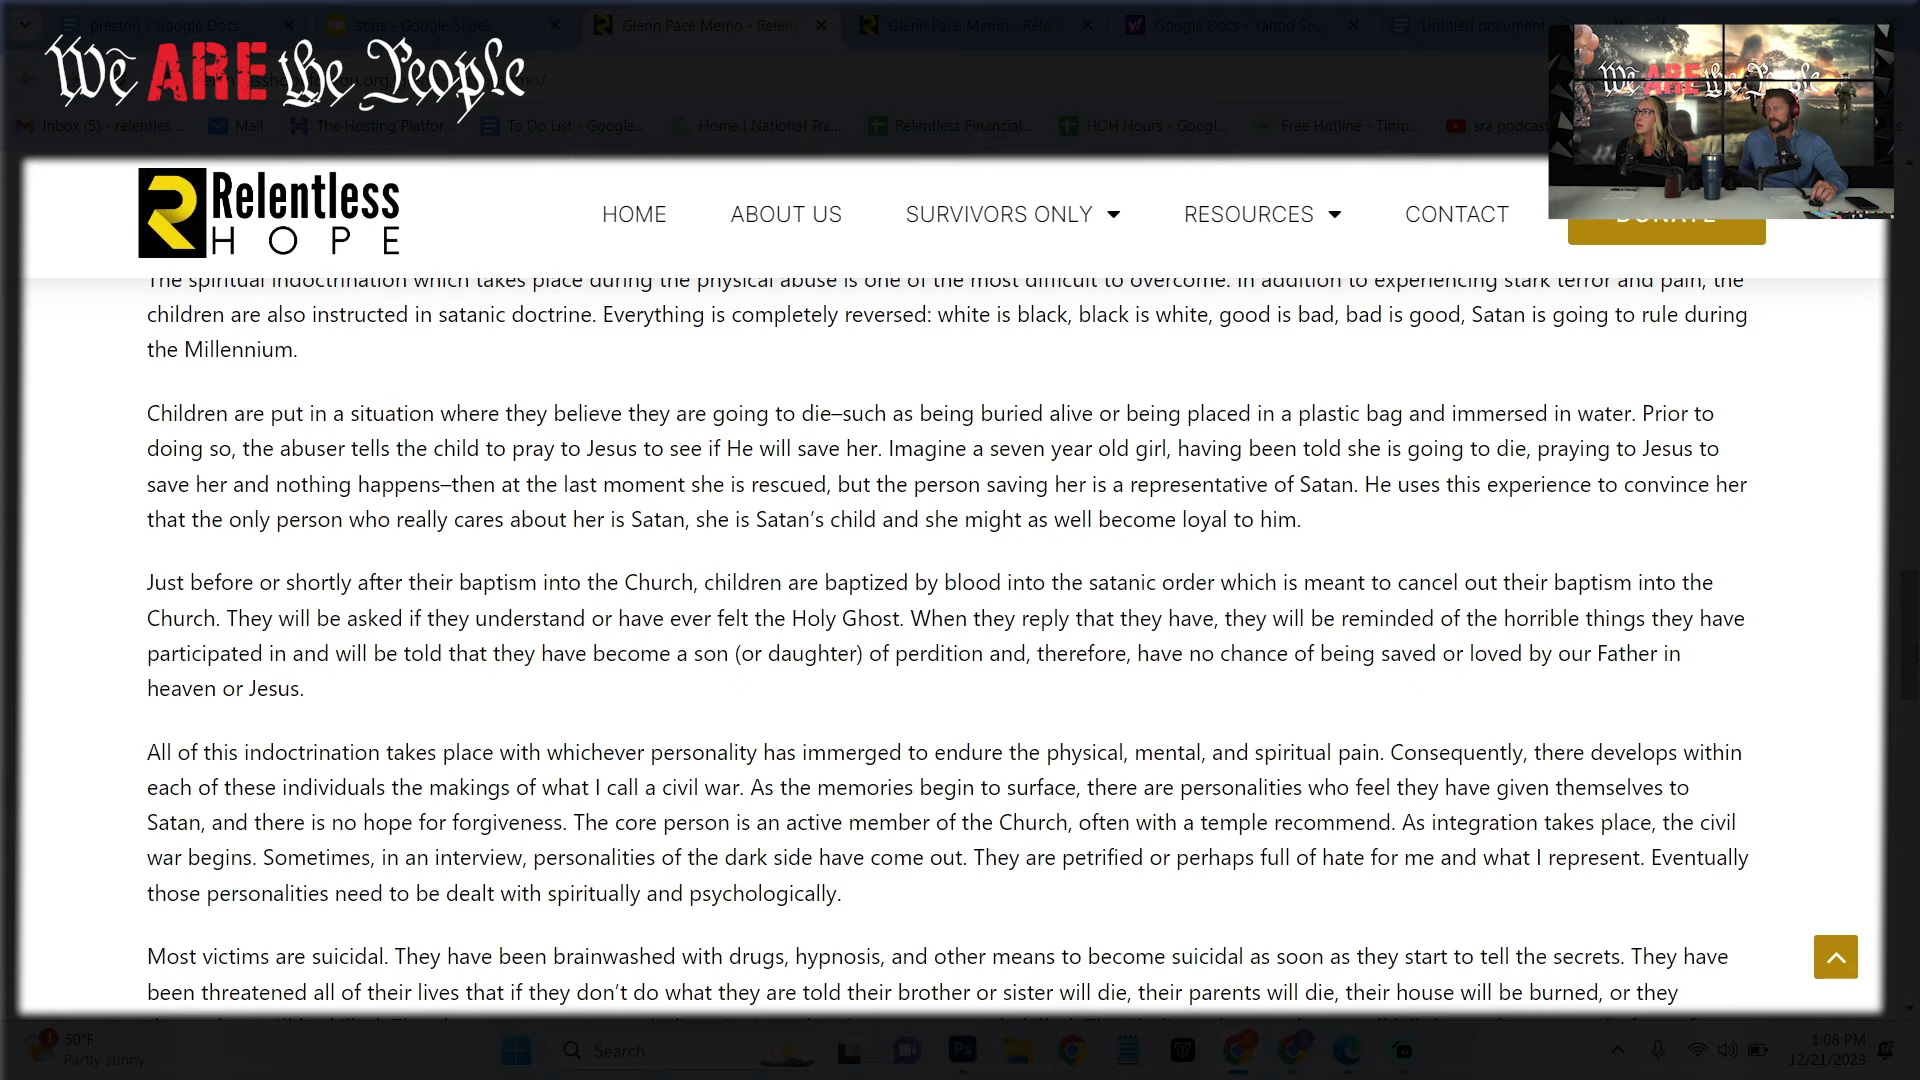 preston - Google Docs
stats - Google Slides
Glenn Pace Memo - Relen
Glenn Pace Memo - Relen
Google Docs - Yahoo Sea
Untitled document
We ARE the People
Inbox (5) - relentles...
Mail
The Hosting Platfor...
To Do List - Google...
Home | National Tra...
Relentless Financial...
HOH Hours - Googl...
Free Hotline - Timp...
sra podcast
We ARE the People
Relentless
HOPE
HOME
ABOUT US
SURVIVORS ONLY
RESOURCES
CONTACT
DONATE
The spiritual indoctrination which takes place during the physical abuse is one of the most difficult to overcome. In addition to experiencing stark terror and pain, the
children are also instructed in satanic doctrine. Everything is completely reversed: white is black, black is white, good is bad, bad is good, Satan is going to rule during
the Millennium.
Children are put in a situation where they believe they are going to die–such as being buried alive or being placed in a plastic bag and immersed in water. Prior to
doing so, the abuser tells the child to pray to Jesus to see if He will save her. Imagine a seven year old girl, having been told she is going to die, praying to Jesus to
save her and nothing happens–then at the last moment she is rescued, but the person saving her is a representative of Satan. He uses this experience to convince her
that the only person who really cares about her is Satan, she is Satan’s child and she might as well become loyal to him.
Just before or shortly after their baptism into the Church, children are baptized by blood into the satanic order which is meant to cancel out their baptism into the
Church. They will be asked if they understand or have ever felt the Holy Ghost. When they reply that they have, they will be reminded of the horrible things they have
participated in and will be told that they have become a son (or daughter) of perdition and, therefore, have no chance of being saved or loved by our Father in
heaven or Jesus.
All of this indoctrination takes place with whichever personality has immerged to endure the physical, mental, and spiritual pain. Consequently, there develops within
each of these individuals the makings of what I call a civil war. As the memories begin to surface, there are personalities who feel they have given themselves to
Satan, and there is no hope for forgiveness. The core person is an active member of the Church, often with a temple recommend. As integration takes place, the civil
war begins. Sometimes, in an interview, personalities of the dark side have come out. They are petrified or perhaps full of hate for me and what I represent. Eventually
those personalities need to be dealt with spiritually and psychologically.
Most victims are suicidal. They have been brainwashed with drugs, hypnosis, and other means to become suicidal as soon as they start to tell the secrets. They have
been threatened all of their lives that if they don’t do what they are told their brother or sister will die, their parents will die, their house will be burned, or they
50°F
Partly sunny
Search
1:08 PM
12/21/2023